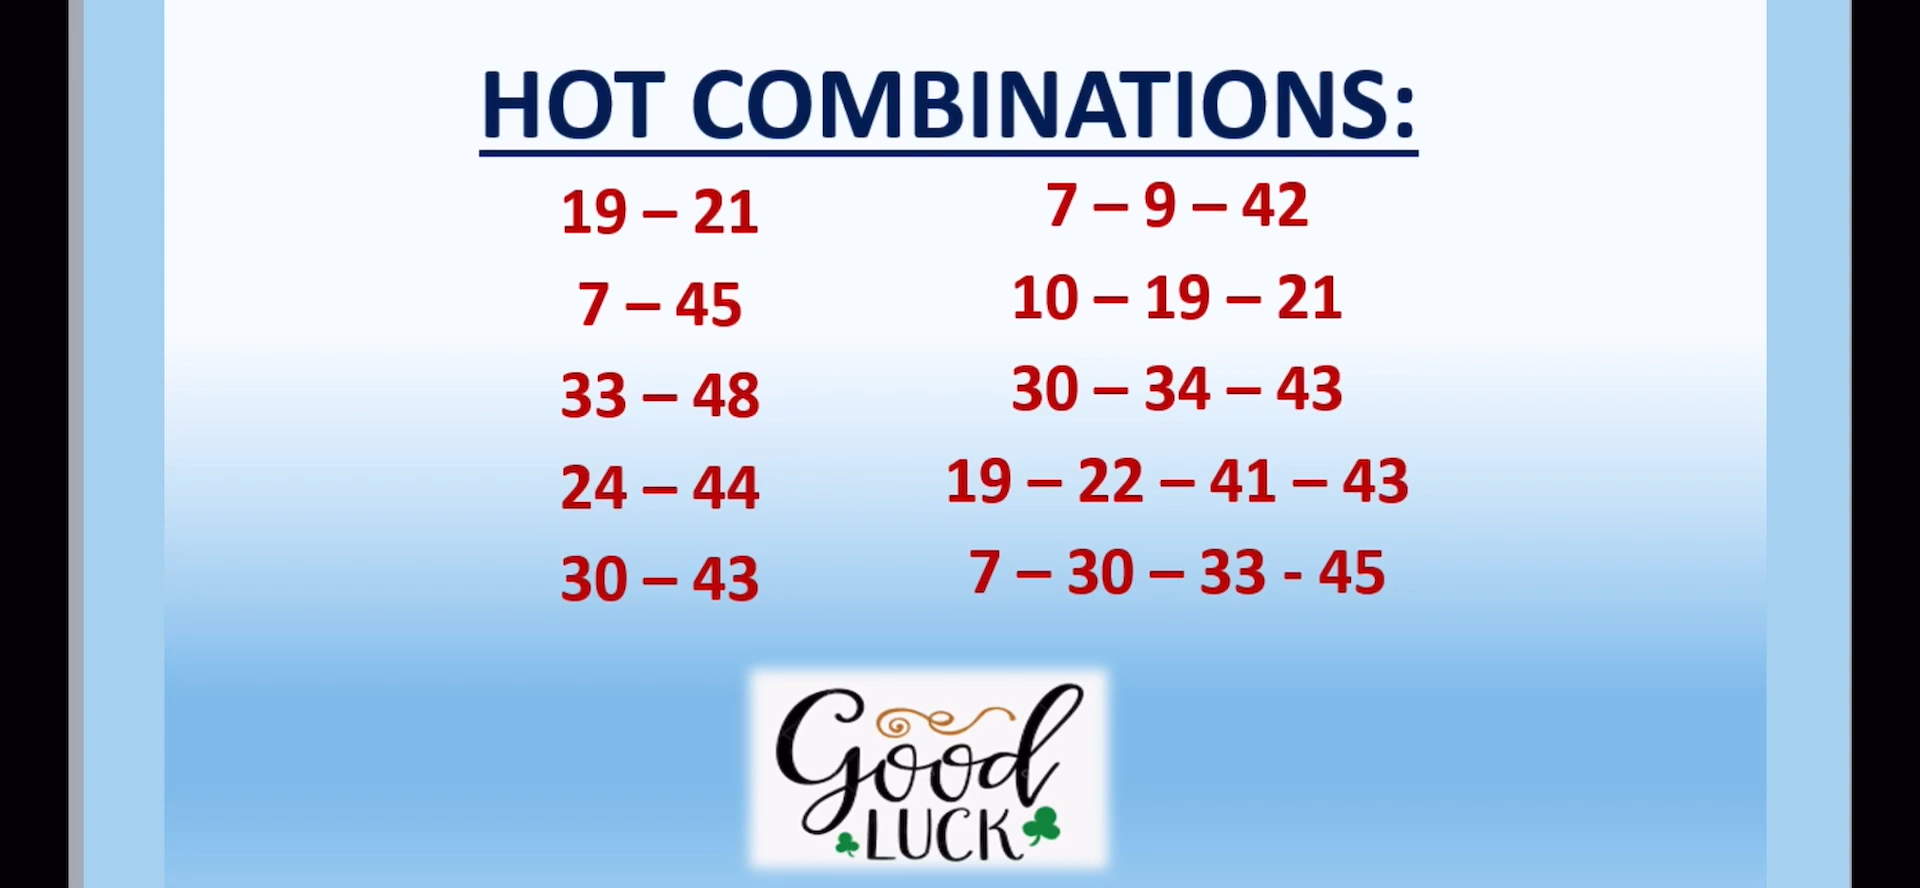 HOT COMBINATIONS:
19 – 21
7 – 45
33 – 48
24 – 44
30 – 43
7 – 9 – 42
10 – 19 – 21
30 – 34 – 43
19 – 22 – 41 – 43
7 – 30 – 33 - 45
Good
LUCK